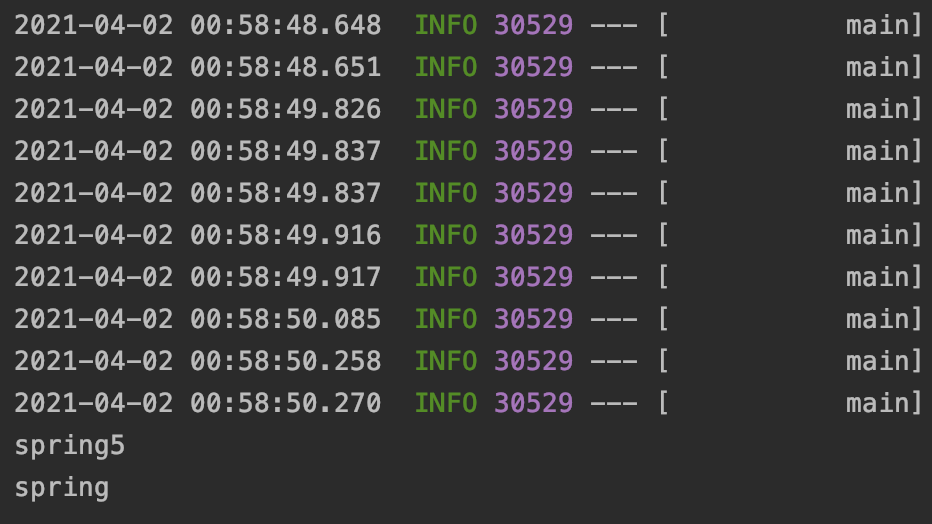 2021-04-02 00:58:48.648  INFO 30529 --- [           main]
2021-04-02 00:58:48.651  INFO 30529 --- [           main]
2021-04-02 00:58:49.826  INFO 30529 --- [           main]
2021-04-02 00:58:49.837  INFO 30529 --- [           main]
2021-04-02 00:58:49.837  INFO 30529 --- [           main]
2021-04-02 00:58:49.916  INFO 30529 --- [           main]
2021-04-02 00:58:49.917  INFO 30529 --- [           main]
2021-04-02 00:58:50.085  INFO 30529 --- [           main]
2021-04-02 00:58:50.258  INFO 30529 --- [           main]
2021-04-02 00:58:50.270  INFO 30529 --- [           main]
spring5
spring